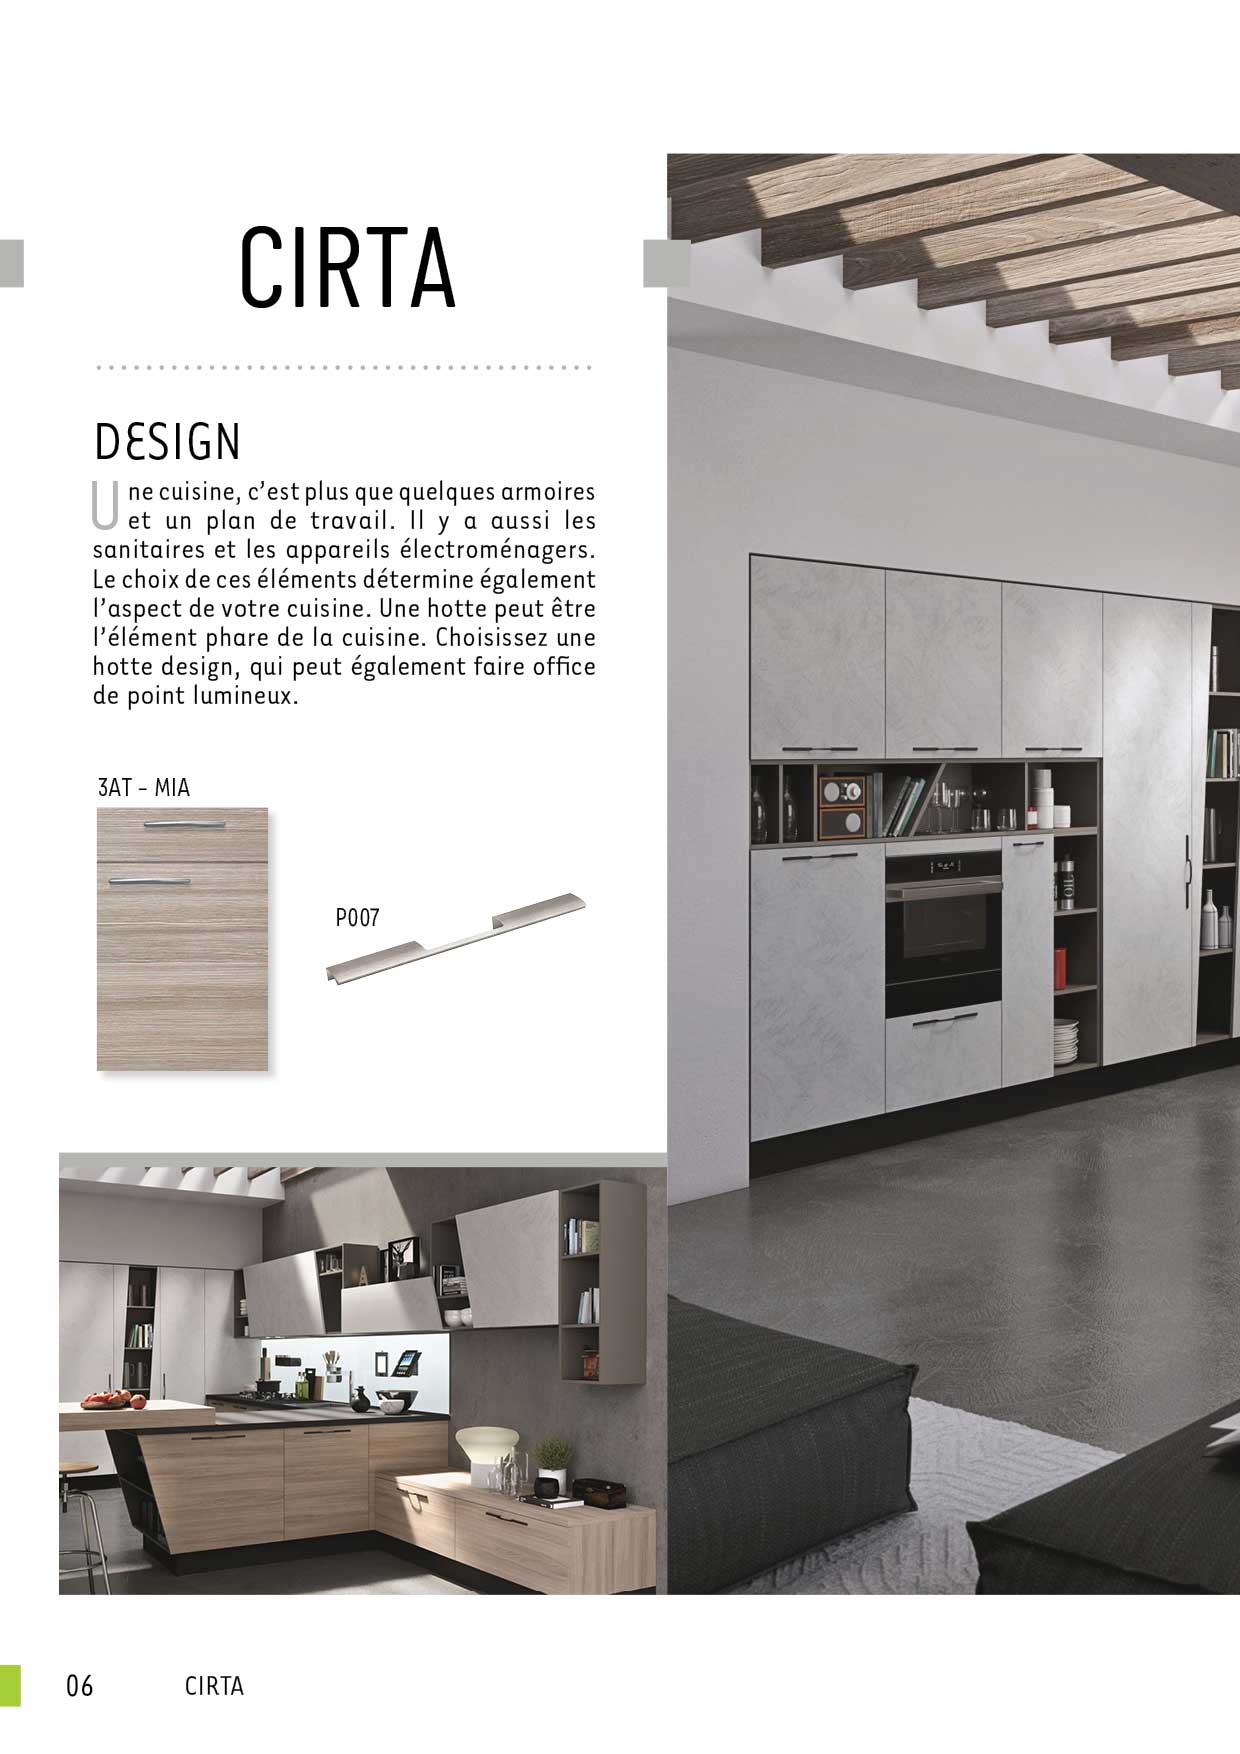 CIRTA
DESIGN
Une cuisine, c'est plus que quelques armoires
et un plan de travail. Il y a aussi les
sanitaires et les appareils électroménagers.
Le choix de ces éléments détermine également
l'aspect de votre cuisine. Une hotte peut être
l'élément phare de la cuisine. Choisissez une
hotte design, qui peut également faire office
de point lumineux.
3AT – MIA
P007
OIL
A
06 CIRTA